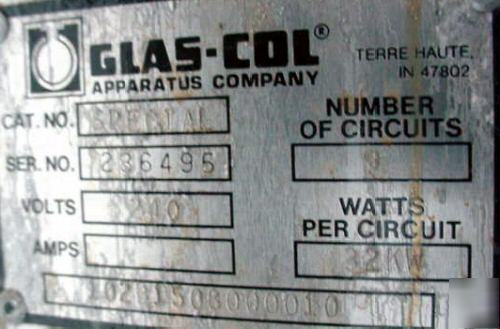 GLAS-COL®
APPARATUS COMPANY
TERRE HAUTE,
IN 47802
CAT. NO. SPECIAL
SER. NO. 236495
VOLTS 240
AMPS
NUMBER
OF CIRCUITS
3
WATTS
PER CIRCUIT
32KW